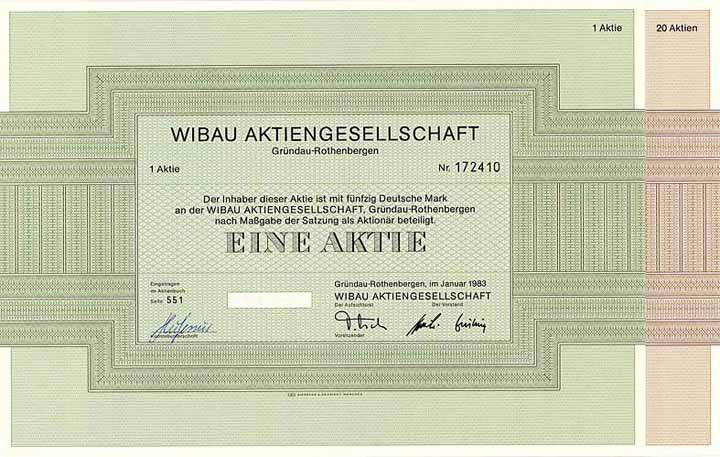 1 Aktie
20 Aktien
WIBAU AKTIENGESELLSCHAFT
Gründau-Rothenbergen
1 Aktie
Nr. 172410
Der Inhaber dieser Aktie ist mit fünfzig Deutsche Mark
an der WIBAU AKTIENGESELLSCHAFT, Gründau-Rothenbergen
nach Maßgabe der Satzung als Aktionär beteiligt.
EINE AKTIE
Eingetragen
im Aktienbuch
Seite 551
Gründau-Rothenbergen, im Januar 1983
WIBAU AKTIENGESELLSCHAFT
Der Aufsichtsrat
Der Vorstand
Kontrollunterschrift
Vorsitzender